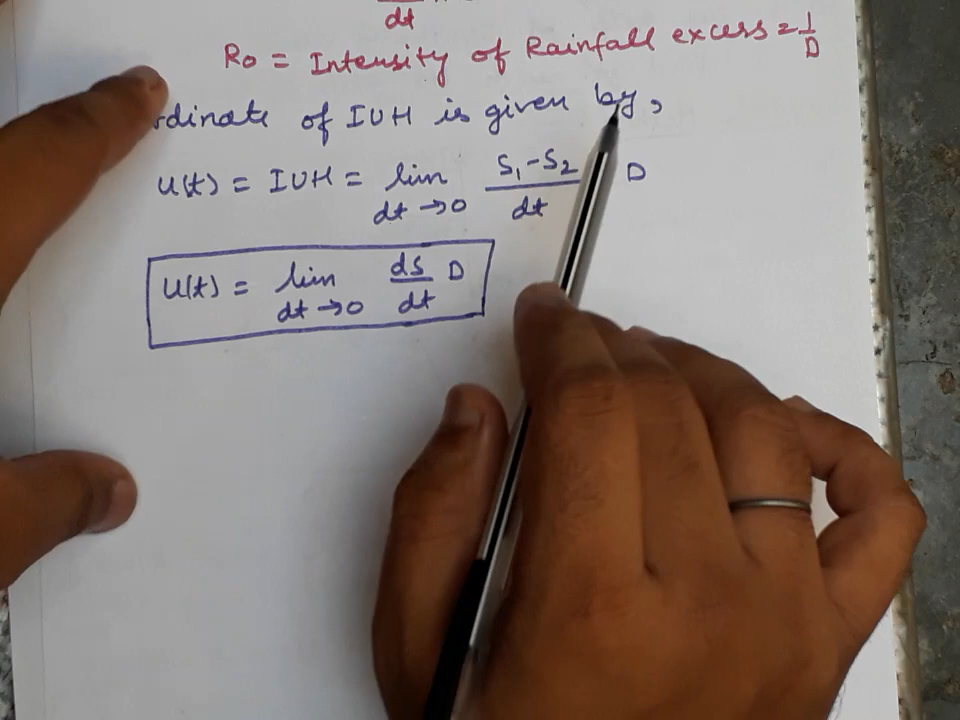 dt
Ro = Intensity of Rainfall excess = 1/D
rdinate of IUH is given by,
U(t) = IUH = lim dt→0 S1-S2/dt D
U(t) = lim dt→0 ds/dt D